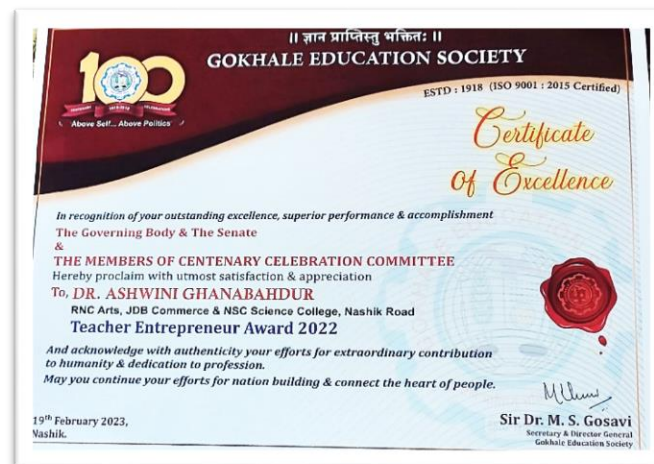 ॥ ज्ञान प्राप्तिस्तु भक्तितः ॥
GOKHALE EDUCATION SOCIETY
ESTD : 1918 (ISO 9001 : 2015 Certified)
100
CENTENARY 1918-2018 CELEBRATIONS
Above Self... Above Politics
Certificate
Of Excellence
In recognition of your outstanding excellence, superior performance & accomplishment
The Governing Body & The Senate
&
THE MEMBERS OF CENTENARY CELEBRATION COMMITTEE
Hereby proclaim with utmost satisfaction & appreciation
To, DR. ASHWINI GHANABAHDUR
RNC Arts, JDB Commerce & NSC Science College, Nashik Road
Teacher Entrepreneur Award 2022
And acknowledge with authenticity your efforts for extraordinary contribution
to humanity & dedication to profession.
May you continue your efforts for nation building & connect the heart of people.
19th February 2023,
Nashik.
Sir Dr. M. S. Gosavi
Secretary & Director General
Gokhale Education Society